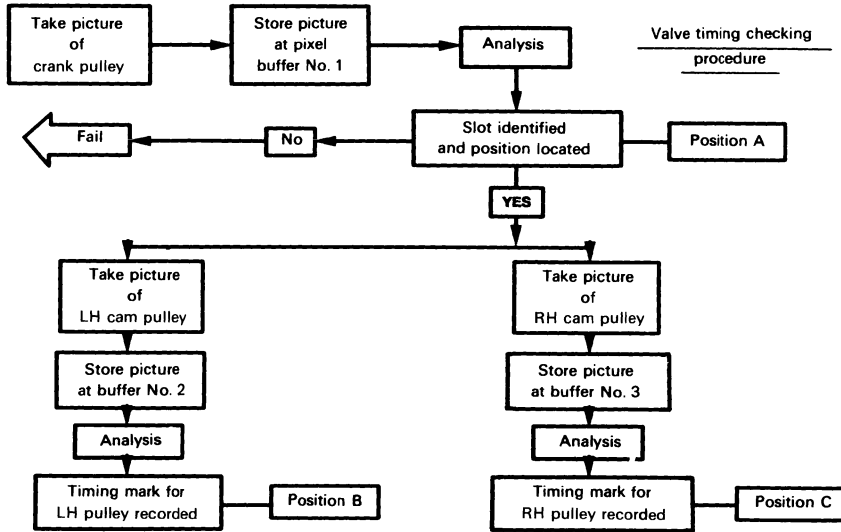 Take picture
of
crank pulley
Store picture
at pixel
buffer No. 1
Analysis
Valve timing checking
procedure
Fail
No
Slot identified
and position located
Position A
YES
Take picture
of
LH cam pulley
Take picture
of
RH cam pulley
Store picture
at buffer No. 2
Store picture
at buffer No. 3
Analysis
Analysis
Timing mark for
LH pulley recorded
Position B
Timing mark for
RH pulley recorded
Position C